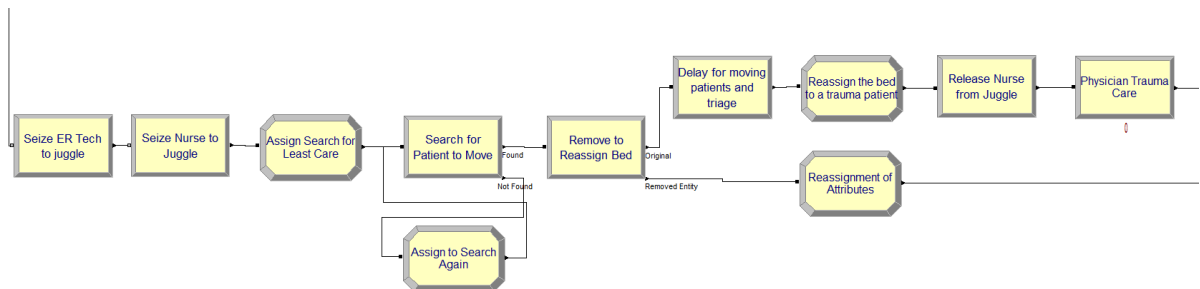 Seize ER Tech
to juggle
Seize Nurse to
Juggle
Assign Search for
Least Care
Search for
Patient to Move
Found
Not Found
Assign to Search
Again
Remove to
Reassign Bed
Original
Removed Entity
Delay for moving
patients and
triage
Reassign the bed
to a trauma patient
Release Nurse
from Juggle
Physician Trauma
Care
0
Reassignment of
Attributes